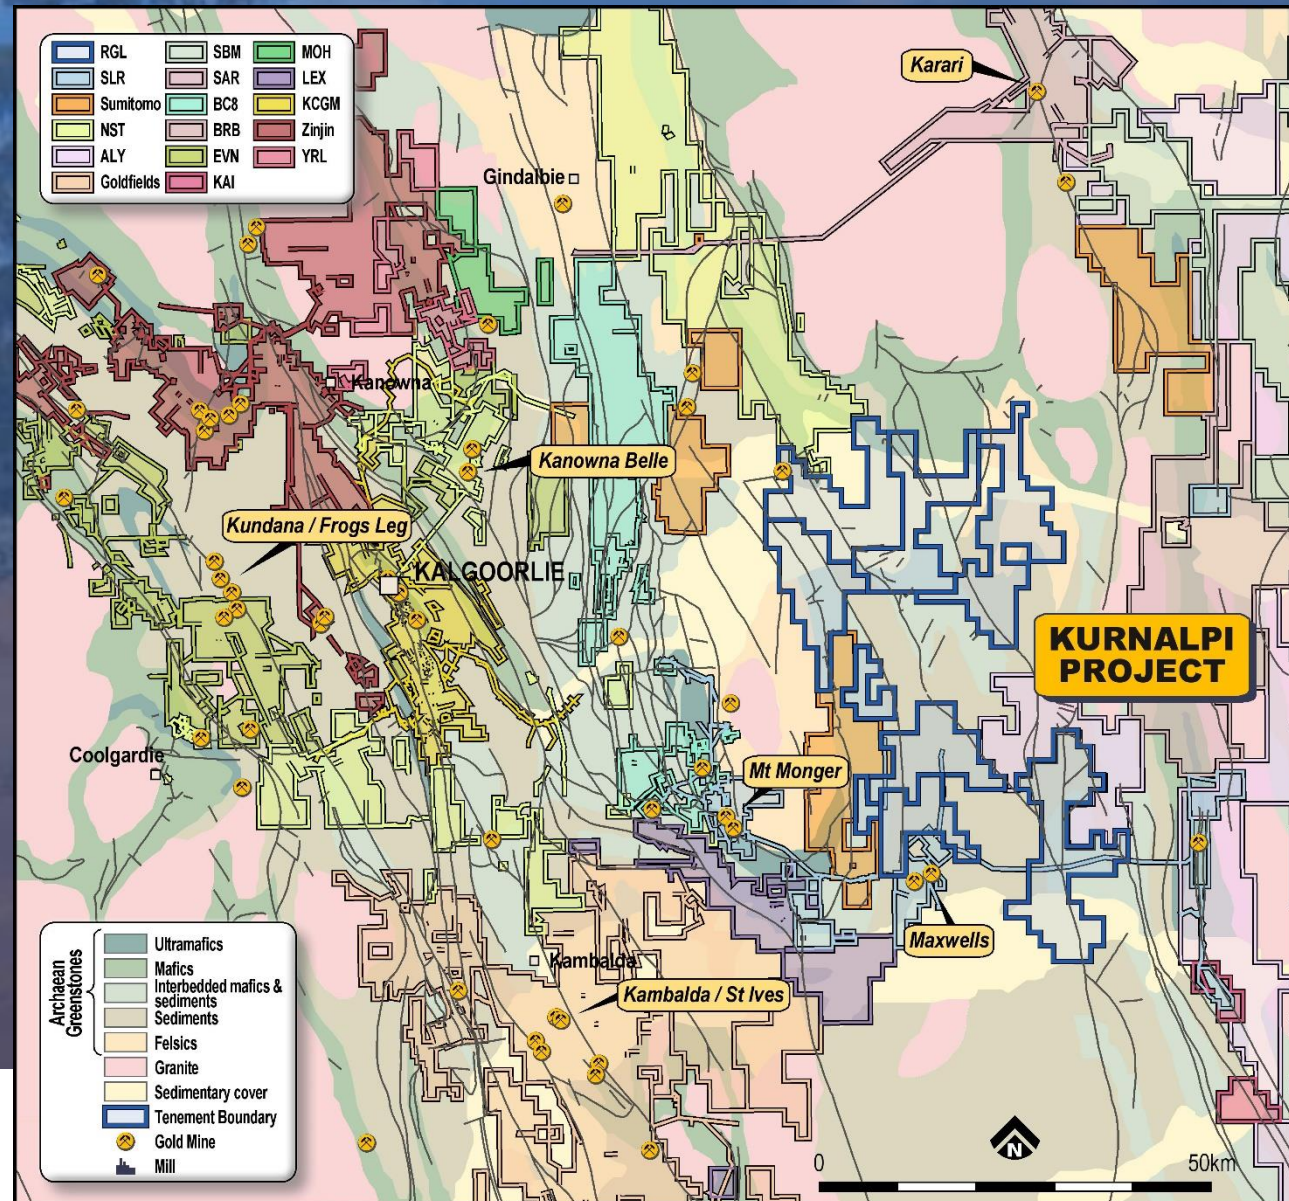 RGL
SLR
Sumitomo
NST
ALY
Goldfields
SBM
SAR
BC8
BRB
EVN
KAI
MOH
LEX
KCGM
Zinjin
YRL
Karari
Gindalbie
Kanowna
Kanowna Belle
Kundana / Frogs Leg
KALGOORLIE
KURNALPI
PROJECT
Coolgardie
Mt Monger
Maxwells
Kambalda
Kambalda / St Ives
Archaean
Greenstones
Ultramafics
Mafics
Interbedded mafics &
sediments
Sediments
Felsics
Granite
Sedimentary cover
Tenement Boundary
Gold Mine
Mill
N
0
50km